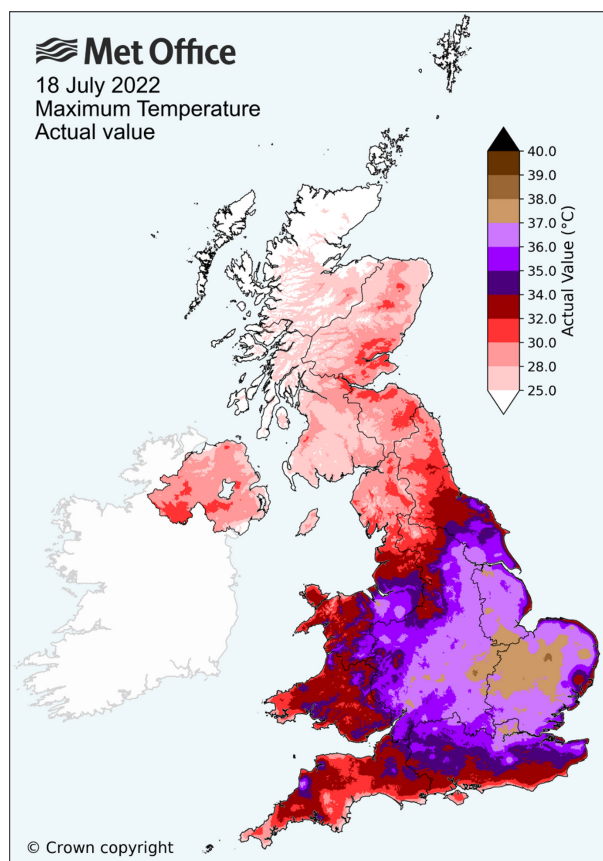 Met Office
18 July 2022
Maximum Temperature
Actual value
40.0
39.0
38.0
37.0
36.0
35.0
34.0
32.0
30.0
28.0
25.0
Actual Value (°C)
© Crown copyright